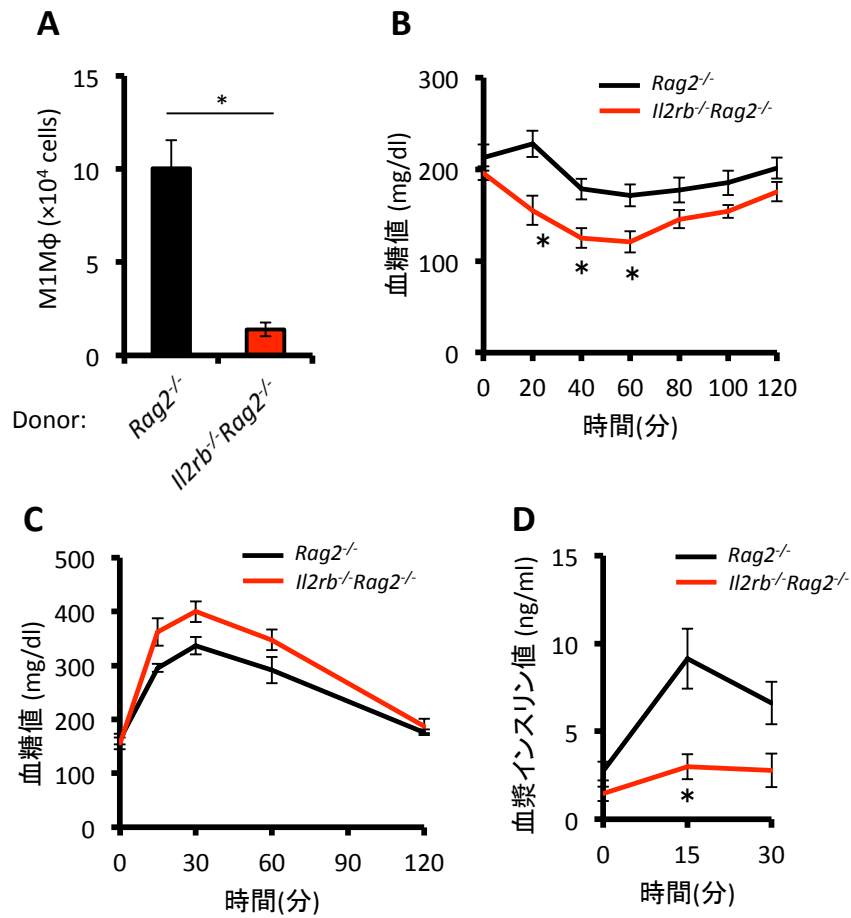 A
M1Mϕ (×10⁴ cells)
15
10
5
0
*
Donor:
Rag2-/-
Il2rb-/-Rag2-/-
B
血糖値 (mg/dl)
300
200
100
0
Rag2-/-
Il2rb-/-Rag2-/-
* * *
0 20 40 60 80 100 120
時間(分)
C
血糖値 (mg/dl)
500
400
300
200
100
0
Rag2-/-
Il2rb-/-Rag2-/-
0 30 60 90 120
時間(分)
D
血漿インスリン値 (ng/ml)
15
10
5
0
Rag2-/-
Il2rb-/-Rag2-/-
*
0 15 30
時間(分)